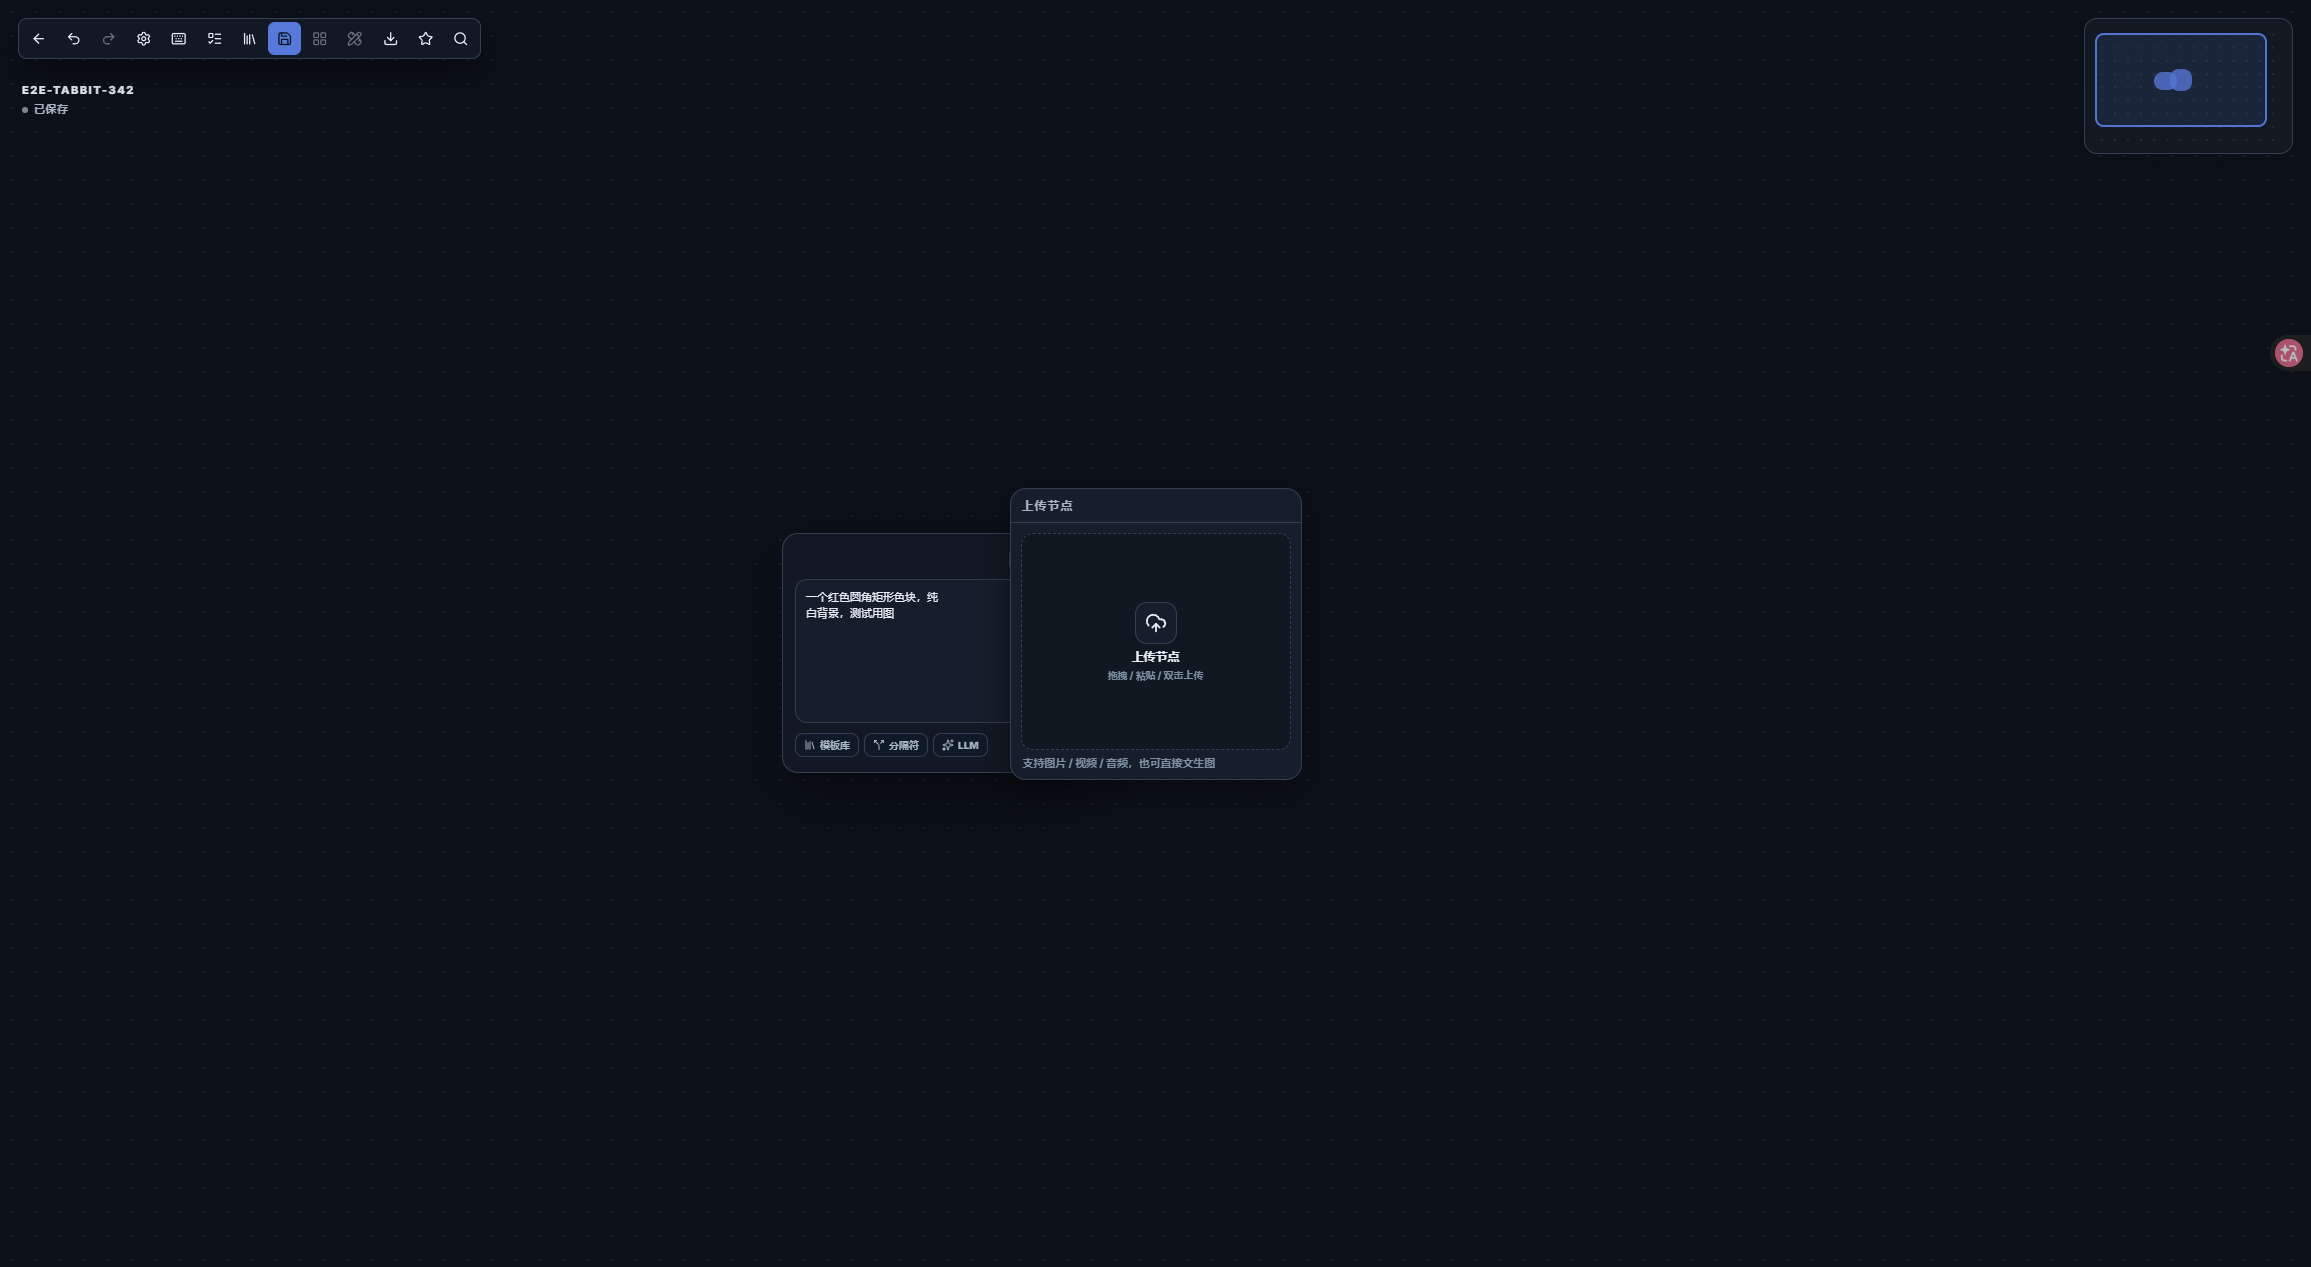 E2E-TABBIT-342
已保存
上传节点
一个红色圆角矩形色块，纯
白背景，测试用图
上传节点
拖拽 / 粘贴 / 双击上传
模板库
分隔符
LLM
支持图片 / 视频 / 音频，也可直接文生图